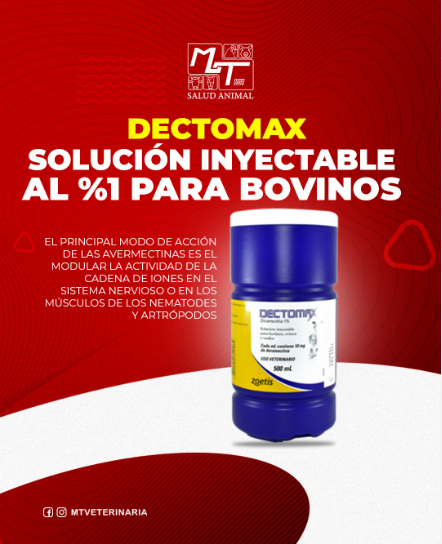 MT
SALUD ANIMAL
DECTOMAX
SOLUCIÓN INYECTABLE
AL %1 PARA BOVINOS
EL PRINCIPAL MODO DE ACCIÓN
DE LAS AVERMECTINAS ES EL
MODULAR LA ACTIVIDAD DE LA
CADENA DE IONES EN EL
SISTEMA NERVIOSO O EN LOS
MÚSCULOS DE LOS NEMATODES
Y ARTRÓPODOS
DECTOMAX
Doramectina 1%
Solución inyectable
para bovinos, ovinos
Cada mL contiene 10 mg
de doramectina
USO VETERINARIO
500 mL
zoetis
MTVETERINARIA